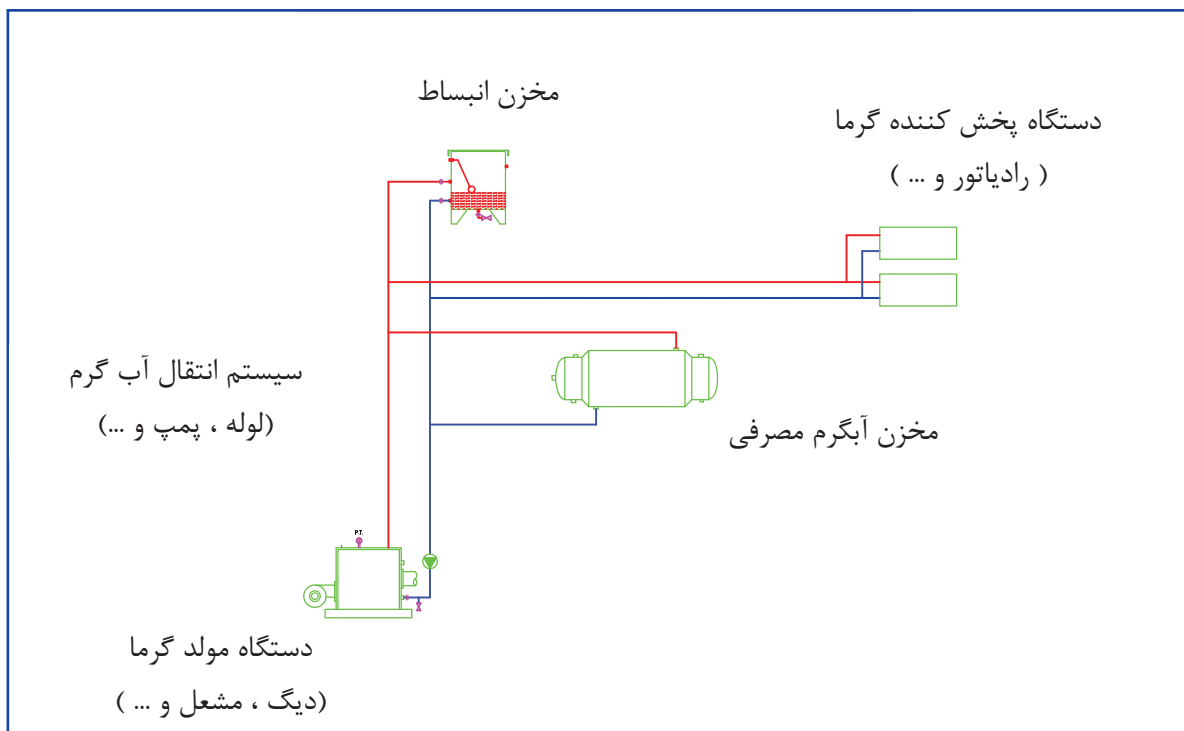 مخزن انبساط
دستگاه پخش کننده گرما
( رادیاتور و ... )
سیستم انتقال آب گرم
(لوله ، پمپ و ...)
مخزن آبگرم مصرفی
P.T.
دستگاه مولد گرما
(دیگ ، مشعل و ... )